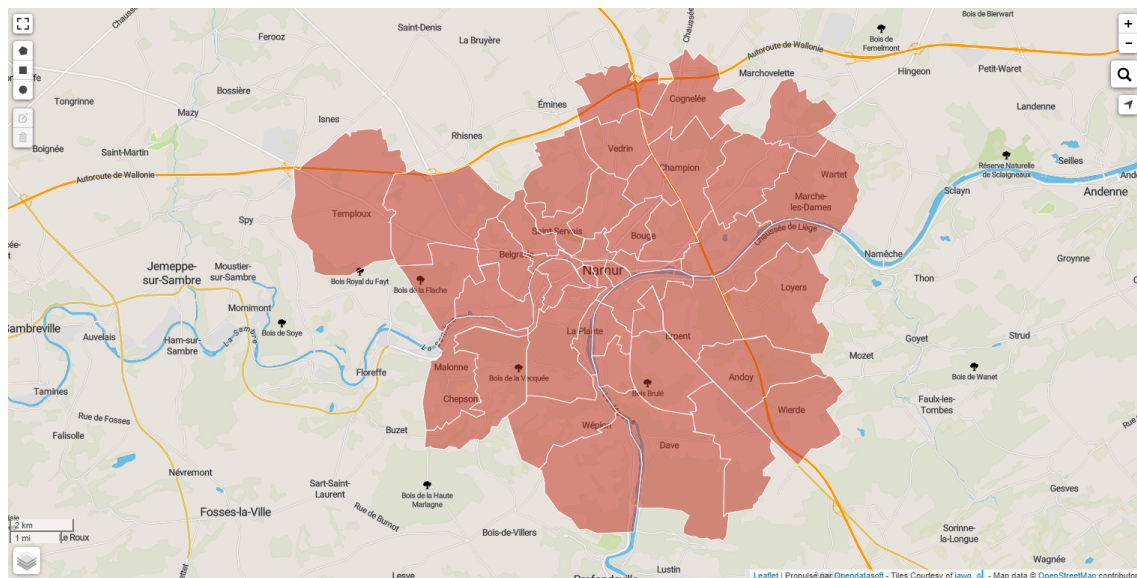 Saint-Denis
Bois de Bierwart
Chaussée
Ferooz
La Bruyère
Bois de
Femelmont
Autoroute de Wallonie
+
−
Marchovelette
Hingeon
Petit-Waret
Bossière
Tongrinne
Mazy
Émines
Cognelée
Landenne
Isnes
Boignée
Saint-Martin
Rhisnes
Vedrin
Champion
Wartet
Réserve Naturelle
de Sclaigneaux
Seilles
Autoroute de Wallonie
Andenne
Sclayn
Marche-
les-Dames
Spy
Temploux
Saint Servais
Bouge
Chaussée de Liège
Belgrade
Namêche
Groynne
Jemeppe-
sur-Sambre
Moustier-
sur-Sambre
Bois Royal du Fayt
Namur
Thon
Bois de la Flache
Loyers
Mornimont
Sambreville
Auvelais
Ham-sur-
Sambre
La Sambre
Bois de Soye
La Plante
Erpent
Goyet
Strud
Mozet
Floreffe
Malonne
Bois de la Vecquée
Andoy
Bois de Wanet
Tamines
Bois Brulé
Chepson
Faulx-les-
Tombes
Rue de Fosses
Wierde
Falisolle
Buzet
Wépion
Dave
Névremont
Sart-Saint-
Laurent
Bois de la Haute
Marlagne
Gesves
Fosses-la-Ville
Rue de Burnot
2 km
1 mi
Le Roux
Bois-de-Villers
Sorinne-
la-Longue
Wagnée
Lesve
Profondeville
Lustin
Leaflet | Propulsé par Opendatasoft - Tiles Courtesy of jawg - Map data © OpenStreetMap contributors